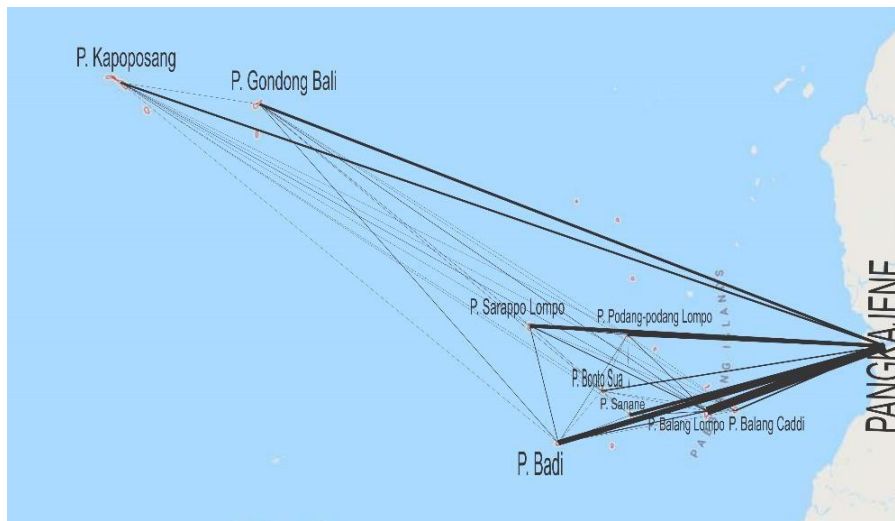 P. Kapoposang
P. Gondong Bali
P. Sarappo Lompo
P. Podang-podang Lompo
P. Bonto Sua
P. Sanane
P. Balang Lompo
P. Balang Caddi
P. Badi
PANGKAJENE